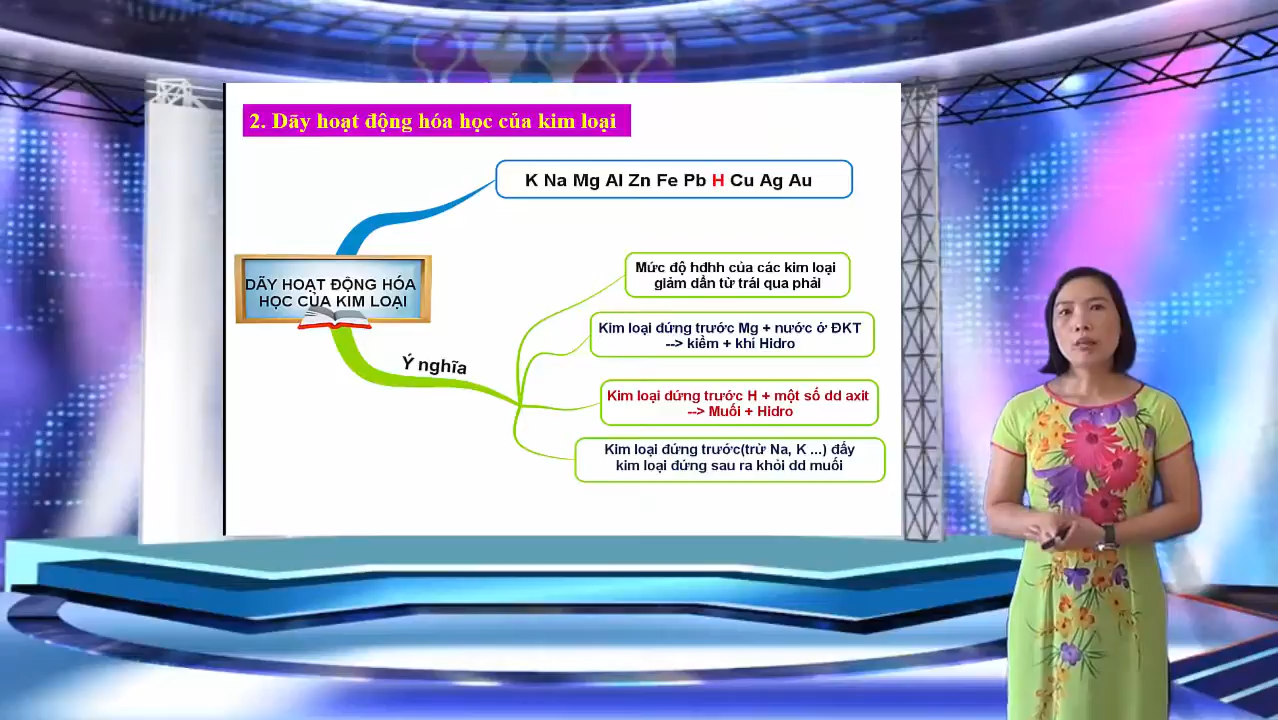 2. Dãy hoạt động hóa học của kim loại
K Na Mg Al Zn Fe Pb H Cu Ag Au
DÃY HOẠT ĐỘNG HÓA
HỌC CỦA KIM LOẠI
Ý nghĩa
Mức độ hđhh của các kim loại
giảm dần từ trái qua phải
Kim loại đứng trước Mg + nước ở ĐKT
--> kiềm + khí Hidro
Kim loại đứng trước H + một số dd axit
--> Muối + Hidro
Kim loại đứng trước(trừ Na, K ...) đẩy
kim loại đứng sau ra khỏi dd muối